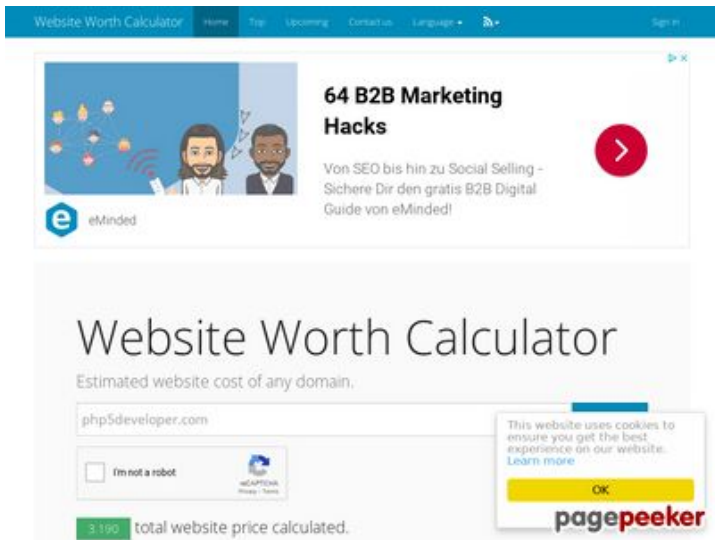 Website Worth Calculator Home Top Upcoming Contact us Language Sign in
64 B2B Marketing
Hacks
Von SEO bis hin zu Social Selling -
Sichere Dir den gratis B2B Digital
Guide von eMinded!
e eMinded
Website Worth Calculator
Estimated website cost of any domain.
php5developer.com
This website uses cookies to
ensure you get the best
experience on our website.
Learn more
OK
I'm not a robot
reCAPTCHA
Privacy - Terms
3.190 total website price calculated.
pagepeeker